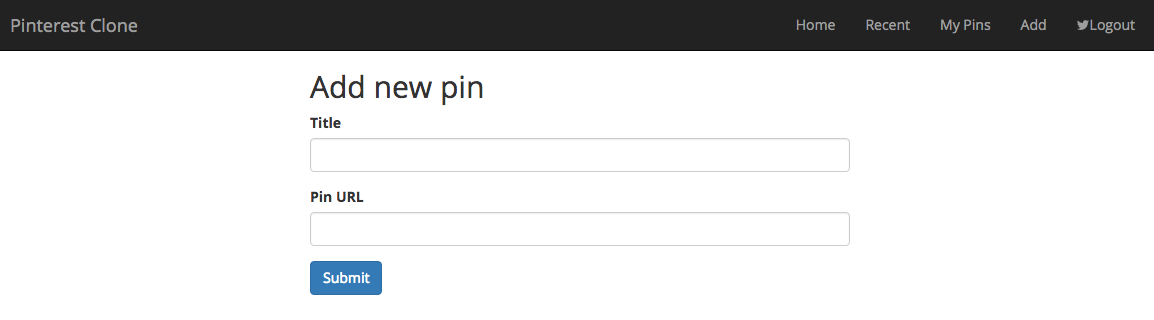 Pinterest Clone Home Recent My Pins Add Logout
Add new pin
Title
Pin URL
Submit